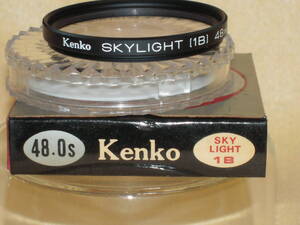 Kenko SKYLIGHT [1B] 48
48.0s
Kenko
SKY
LIGHT
1B